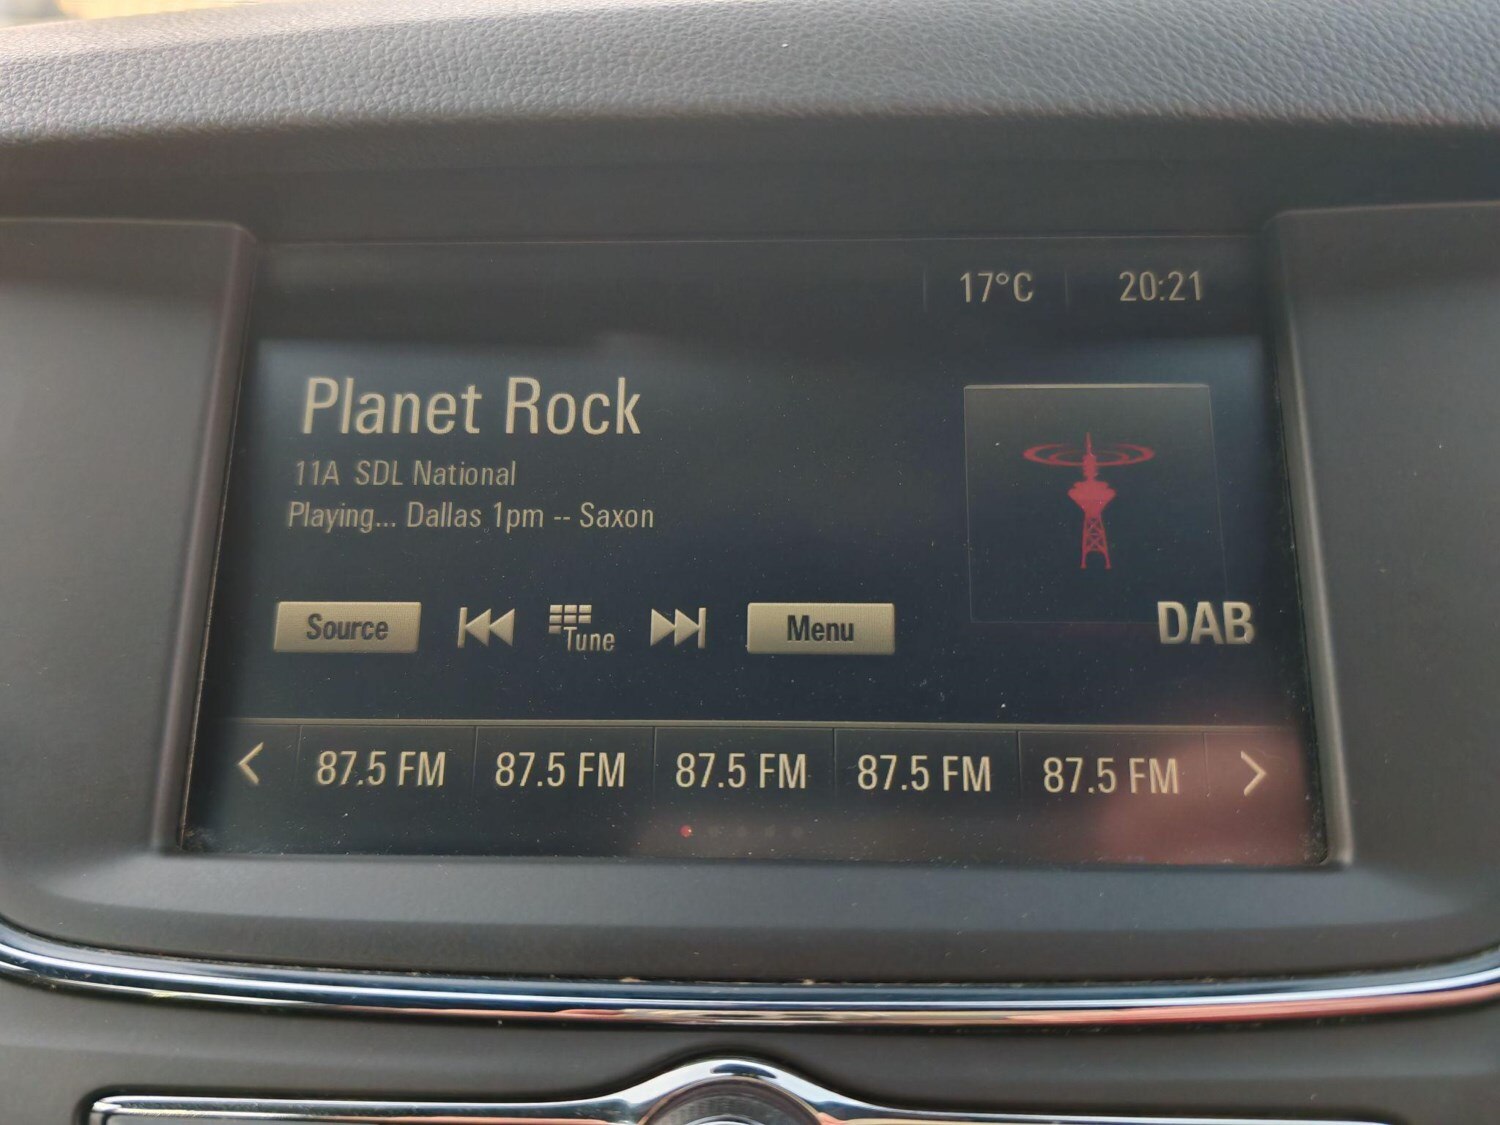 17°C 20:21
Planet Rock
11A SDL National
Playing... Dallas 1pm -- Saxon
Source Tune Menu
DAB
87.5 FM 87.5 FM 87.5 FM 87.5 FM 87.5 FM